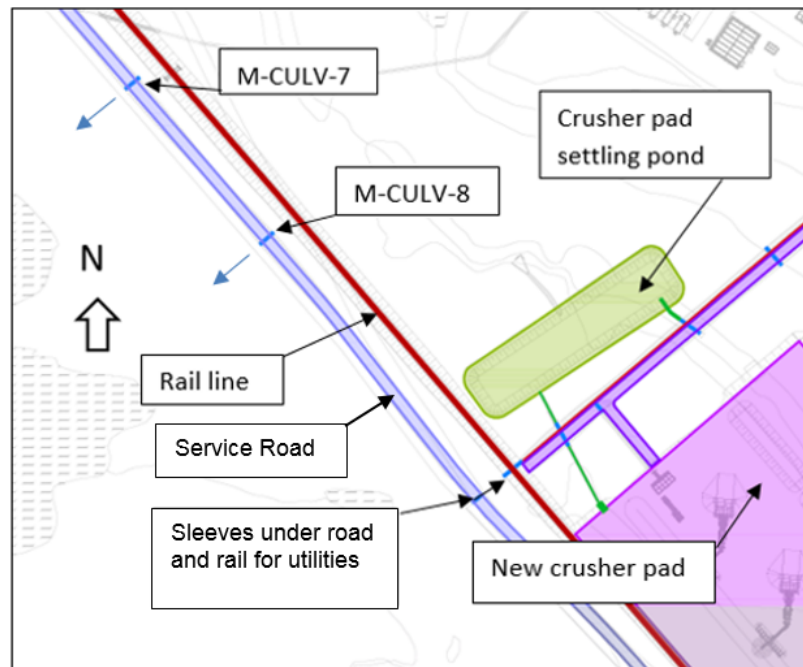 M-CULV-7
Crusher pad
settling pond
M-CULV-8
N
Rail line
Service Road
Sleeves under road
and rail for utilities
New crusher pad